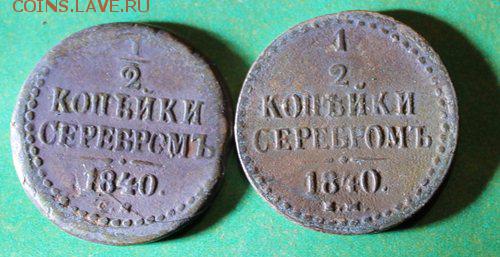 COINS.LAVE.RU
1
2
КОПѢЙКИ
СЕРЕБРОМЪ
1840.
1
2
КОПѢЙКИ
СЕРЕБРОМЪ
1840.